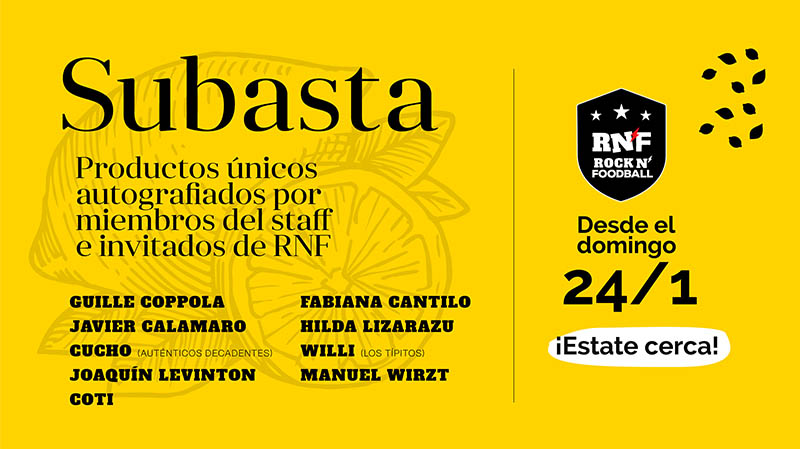 Subasta
Productos únicos
autografiados por
miembros del staff
e invitados de RNF
GUILLE COPPOLA
JAVIER CALAMARO
CUCHO (AUTÉNTICOS DECADENTES)
JOAQUÍN LEVINTON
COTI
FABIANA CANTILO
HILDA LIZARAZU
WILLI (LOS TÍPITOS)
MANUEL WIRZT
RNF
ROCK N'
FOODBALL
Desde el
domingo
24/1
¡Estate cerca!